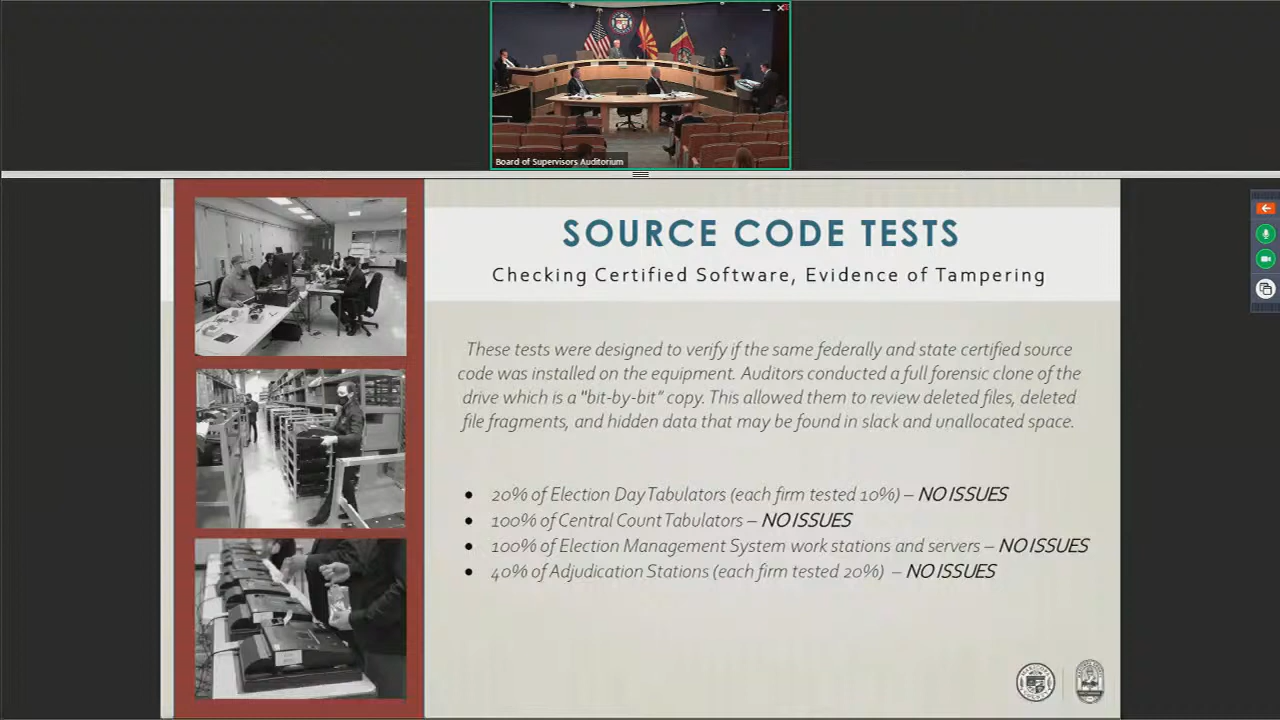 Board of Supervisors Auditorium
SOURCE CODE TESTS
Checking Certified Software, Evidence of Tampering
These tests were designed to verify if the same federally and state certified source
code was installed on the equipment. Auditors conducted a full forensic clone of the
drive which is a "bit-by-bit" copy. This allowed them to review deleted files, deleted
file fragments, and hidden data that may be found in slack and unallocated space.
• 20% of Election Day Tabulators (each firm tested 10%) – NO ISSUES
• 100% of Central Count Tabulators – NO ISSUES
• 100% of Election Management System work stations and servers – NO ISSUES
• 40% of Adjudication Stations (each firm tested 20%) – NO ISSUES